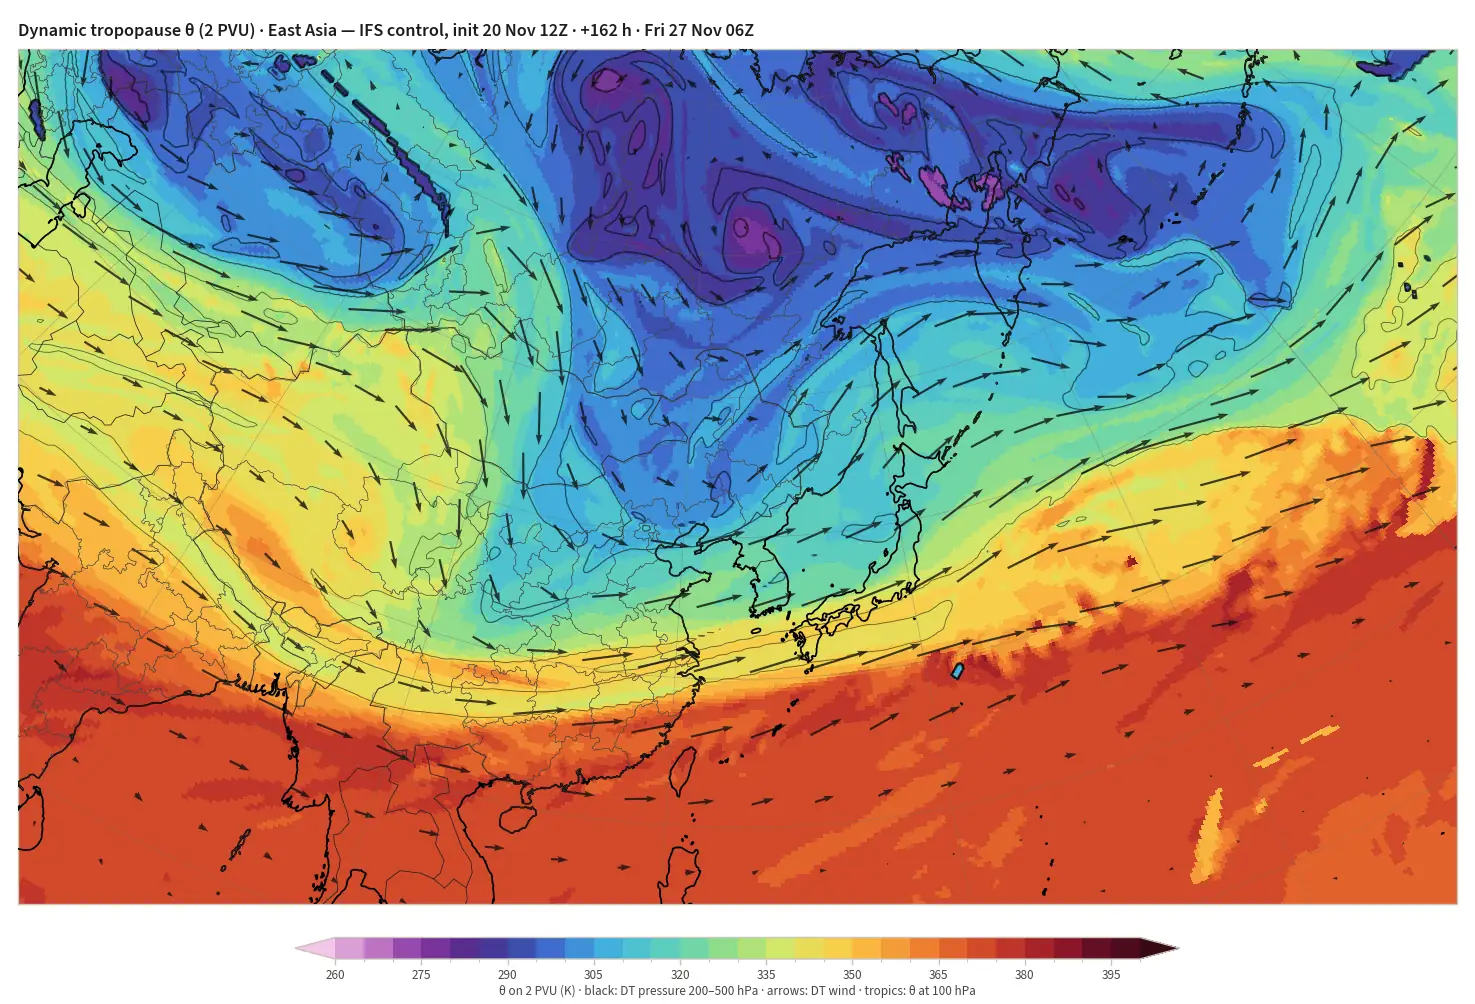 Dynamic tropopause θ (2 PVU) · East Asia — IFS control, init 20 Nov 12Z · +162 h · Fri 27 Nov 06Z
260 275 290 305 320 335 350 365 380 395
θ on 2 PVU (K) · black: DT pressure 200–500 hPa · arrows: DT wind · tropics: θ at 100 hPa